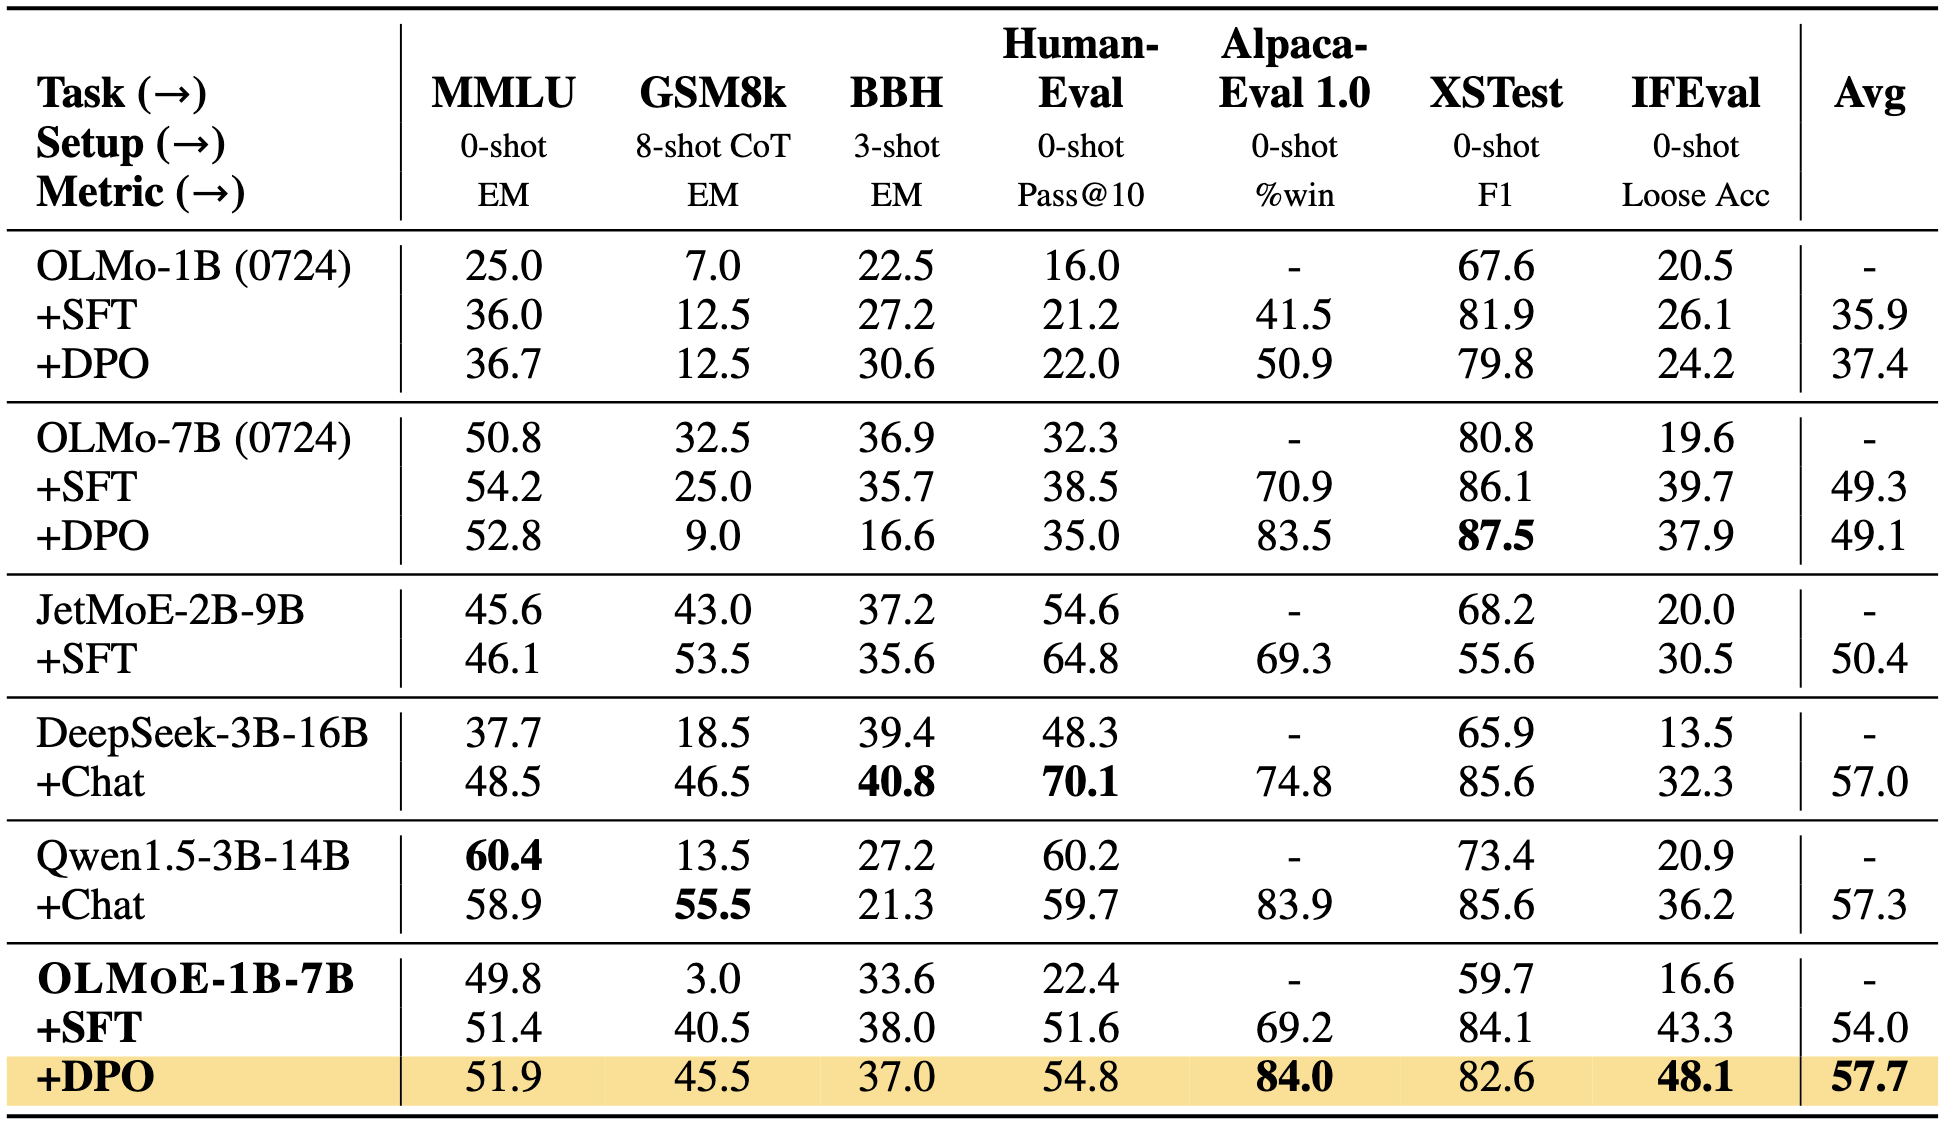 Human- Alpaca-
Task (→) MMLU GSM8k BBH Eval Eval 1.0 XSTest IFEval Avg
Setup (→) 0-shot 8-shot CoT 3-shot 0-shot 0-shot 0-shot 0-shot
Metric (→) EM EM EM Pass@10 %win F1 Loose Acc
OLMo-1B (0724) 25.0 7.0 22.5 16.0 - 67.6 20.5 -
+SFT 36.0 12.5 27.2 21.2 41.5 81.9 26.1 35.9
+DPO 36.7 12.5 30.6 22.0 50.9 79.8 24.2 37.4
OLMo-7B (0724) 50.8 32.5 36.9 32.3 - 80.8 19.6 -
+SFT 54.2 25.0 35.7 38.5 70.9 86.1 39.7 49.3
+DPO 52.8 9.0 16.6 35.0 83.5 87.5 37.9 49.1
JetMoE-2B-9B 45.6 43.0 37.2 54.6 - 68.2 20.0 -
+SFT 46.1 53.5 35.6 64.8 69.3 55.6 30.5 50.4
DeepSeek-3B-16B 37.7 18.5 39.4 48.3 - 65.9 13.5 -
+Chat 48.5 46.5 40.8 70.1 74.8 85.6 32.3 57.0
Qwen1.5-3B-14B 60.4 13.5 27.2 60.2 - 73.4 20.9 -
+Chat 58.9 55.5 21.3 59.7 83.9 85.6 36.2 57.3
OLMOE-1B-7B 49.8 3.0 33.6 22.4 - 59.7 16.6 -
+SFT 51.4 40.5 38.0 51.6 69.2 84.1 43.3 54.0
+DPO 51.9 45.5 37.0 54.8 84.0 82.6 48.1 57.7